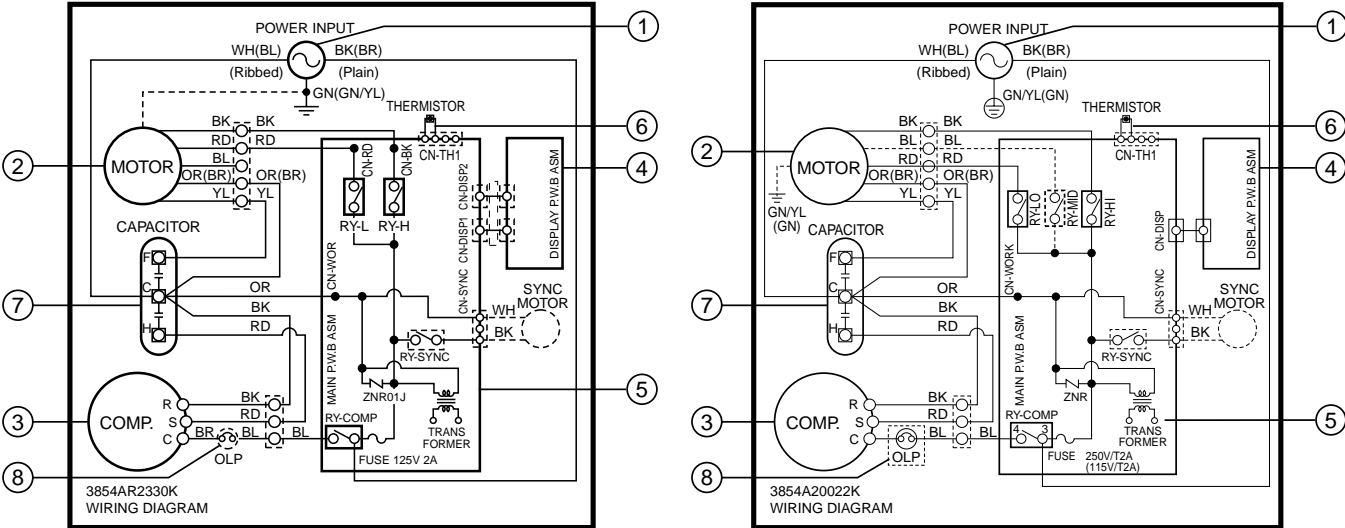 POWER INPUT
1
WH(BL)
BK(BR)
(Ribbed)
(Plain)
GN(GN/YL)
THERMISTOR
6
BK
BK
RD
RD
BL
OR(BR)
OR(BR)
YL
YL
2
MOTOR
CN-RD
CN-BK
CN-TH1
RY-L
RY-H
CN-DISP2
CN-DISP1
DISPLAY P.W.B ASM
4
CAPACITOR
F
C
H
7
CN-WOR
OR
BK
RD
CN-SYNC
SYNC
MOTOR
WH
BK
RY-SYNC
MAIN P.W.B ASM
ZNR01J
5
TRANS
FORMER
3
COMP.
R
S
C
BK
RD
BR
BL
BL
OLP
8
RY-COMP
FUSE 125V 2A
3854AR2330K
WIRING DIAGRAM
POWER INPUT
1
WH(BL)
BK(BR)
(Ribbed)
(Plain)
GN/YL(GN)
THERMISTOR
6
BK
BK
BL
BL
RD
RD
OR(BR)
OR(BR)
YL
YL
2
MOTOR
GN/YL
(GN)
CN-TH1
RY-LO
RY-MID
RY-HI
CN-DISP
DISPLAY P.W.B ASM
4
CAPACITOR
F
C
H
7
CN-WORK
OR
BK
RD
CN-SYNC
SYNC
MOTOR
WH
BK
RY-SYNC
MAIN P.W.B ASM
ZNR
5
TRANS
FORMER
3
COMP.
R
S
C
BK
RD
BL
BL
OLP
8
RY-COMP
4 3
FUSE 250V/T2A
(115V/T2A)
3854A20022K
WIRING DIAGRAM